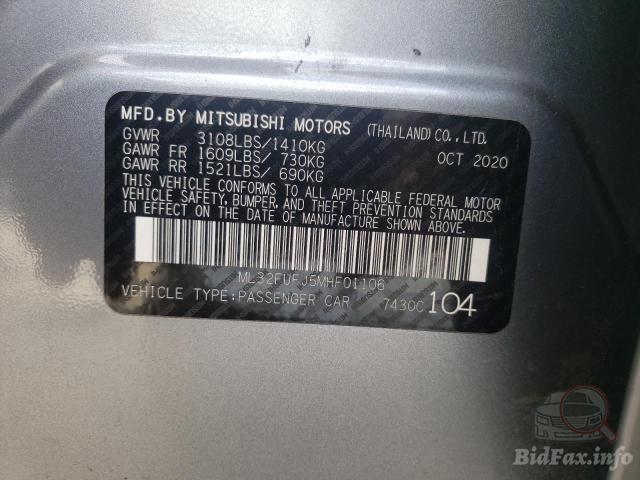 MFD.BY MITSUBISHI MOTORS (THAILAND)CO.,LTD.
GVWR 3108LBS/1410KG OCT 2020
GAWR FR 1609LBS/ 730KG
GAWR RR 1521LBS/ 690KG
THIS VEHICLE CONFORMS TO ALL APPLICABLE FEDERAL MOTOR
VEHICLE SAFETY, BUMPER, AND THEFT PREVENTION STANDARDS
IN EFFECT ON THE DATE OF MANUFACTURE SHOWN ABOVE.
ML32FUFJ5MHF01106
VEHICLE TYPE:PASSENGER CAR 7430C 104
BidFax.info